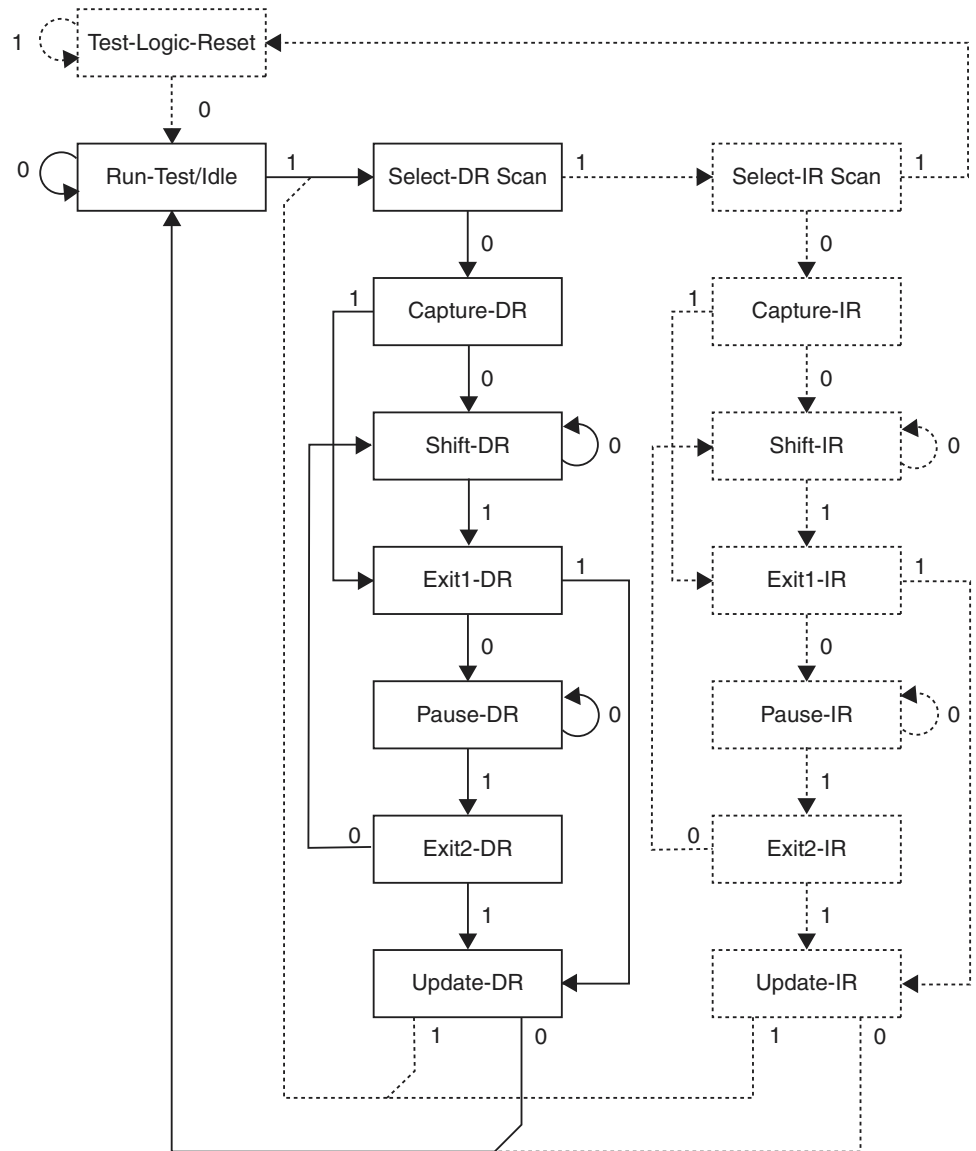 1
Test-Logic-Reset
0
0
Run-Test/Idle
1
Select-DR Scan
1
Select-IR Scan
1
0
0
1
Capture-DR
1
Capture-IR
0
0
Shift-DR
0
Shift-IR
0
1
1
Exit1-DR
1
Exit1-IR
1
0
0
Pause-DR
0
Pause-IR
0
1
1
0
Exit2-DR
0
Exit2-IR
1
1
Update-DR
Update-IR
1
0
1
0